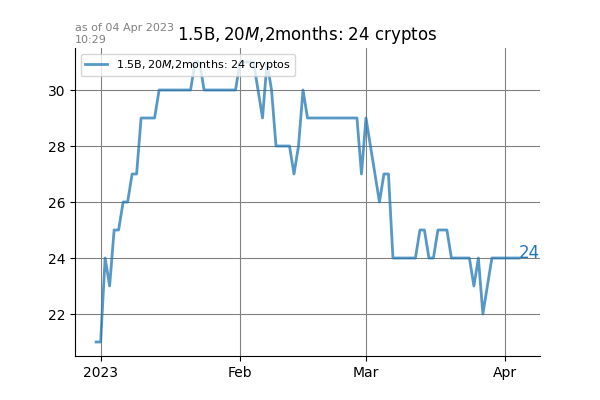 as of 04 Apr 2023
10:29
1.5B, 20M,2months: 24 cryptos
1.5B, 20M,2months: 24 cryptos
30
28
26
24
22
24
2023
Feb
Mar
Apr